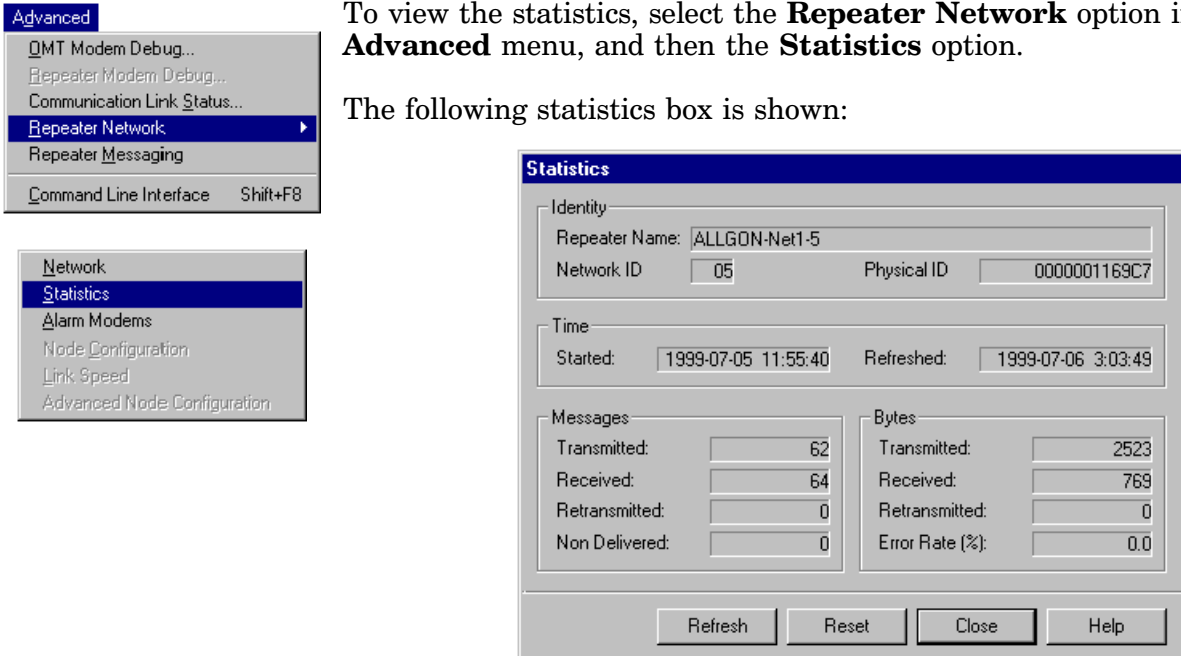 Advanced
OMT Modem Debug...
Repeater Modem Debug...
Communication Link Status...
Repeater Network
Repeater Messaging
Command Line Interface Shift+F8
Network
Statistics
Alarm Modems
Node Configuration
Link Speed
Advanced Node Configuration
To view the statistics, select the Repeater Network option i
Advanced menu, and then the Statistics option.
The following statistics box is shown:
Statistics
Identity
Repeater Name: ALLGON-Net1-5
Network ID 05 Physical ID 0000001169C7
Time
Started: 1999-07-05 11:55:40 Refreshed: 1999-07-06 3:03:49
Messages
Transmitted: 62
Received: 64
Retransmitted: 0
Non Delivered: 0
Bytes
Transmitted: 2523
Received: 769
Retransmitted: 0
Error Rate (%): 0.0
Refresh Reset Close Help